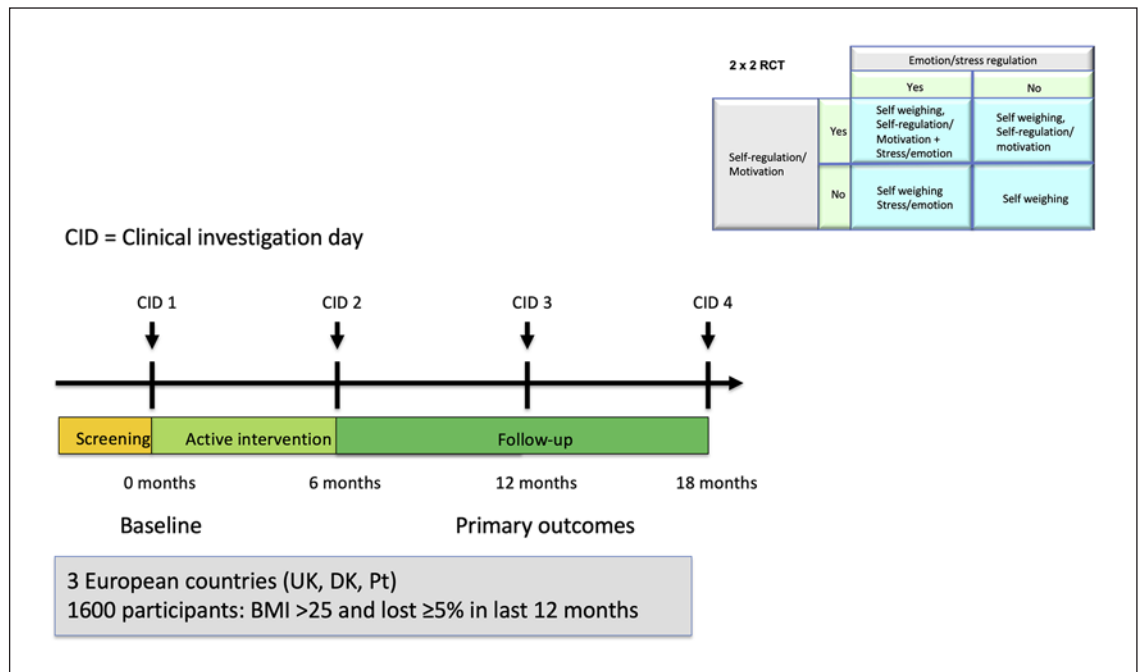 2 x 2 RCT
Emotion/stress regulation
Yes
No
Self-regulation/
Motivation
Yes
Self weighing,
Self-regulation/
Motivation +
Stress/emotion
Self weighing,
Self-regulation/
motivation
No
Self weighing
Stress/emotion
Self weighing
CID = Clinical investigation day
CID 1
CID 2
CID 3
CID 4
Screening
Active intervention
Follow-up
0 months
6 months
12 months
18 months
Baseline
Primary outcomes
3 European countries (UK, DK, Pt)
1600 participants: BMI >25 and lost ≥5% in last 12 months